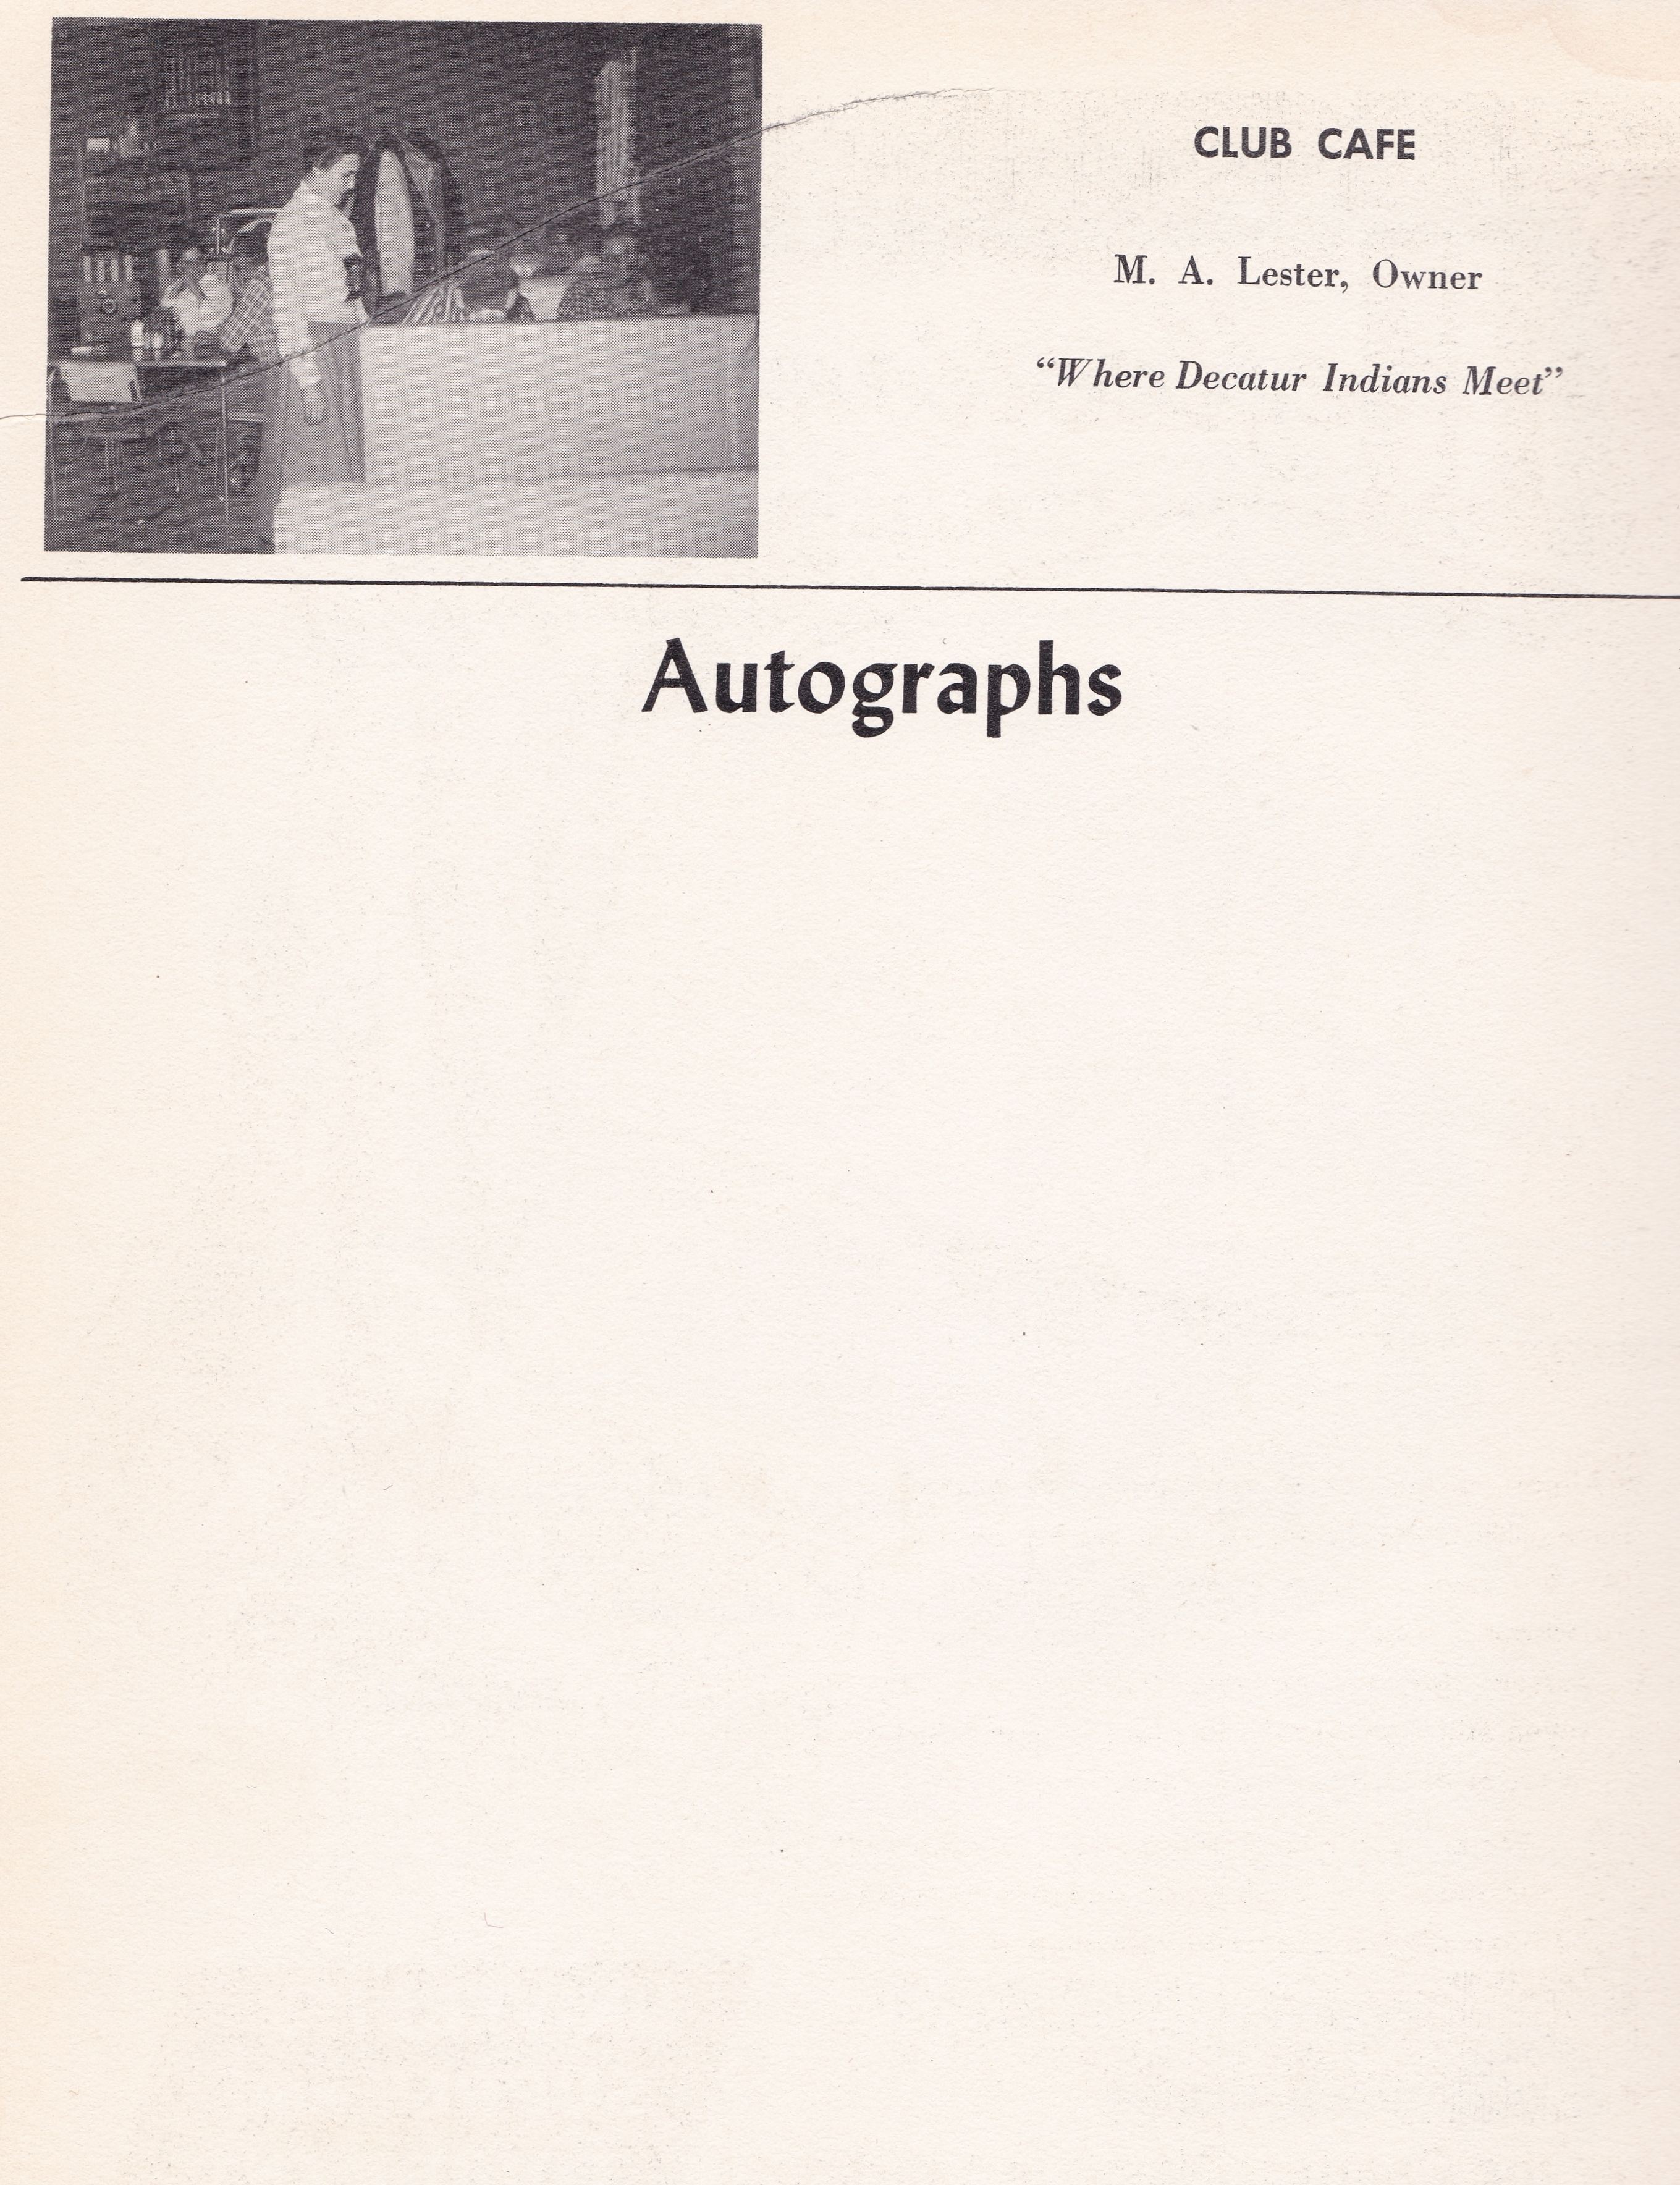 CLUB CAFE
M. A. Lester, Owner
“Where Decatur Indians Meet”
Autographs